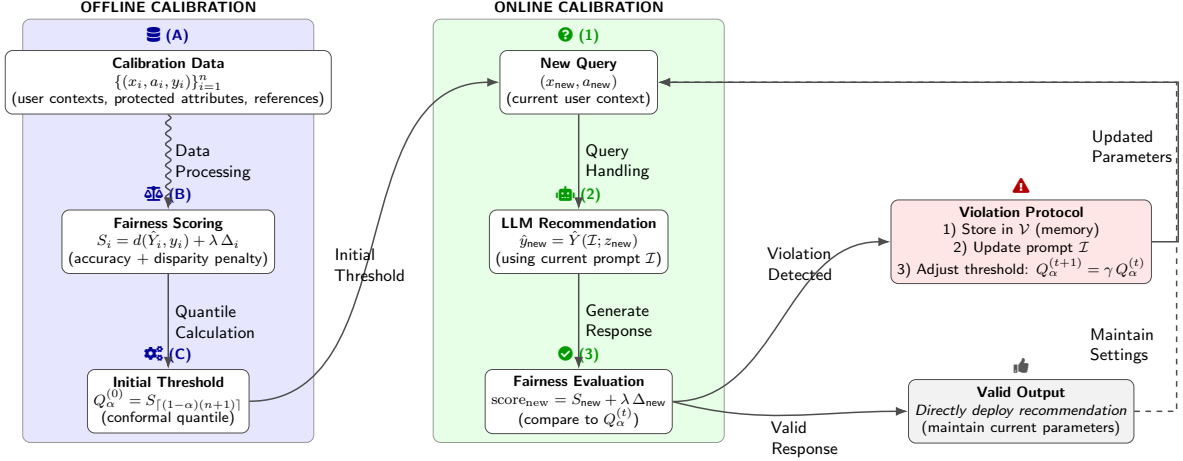 OFFLINE CALIBRATION
(A)
Calibration Data
{(x_i, a_i, y_i)}_{i=1}^n
(user contexts, protected attributes, references)
Data
Processing
(B)
Fairness Scoring
S_i = d(Ŷ_i, y_i) + λ Δ_i
(accuracy + disparity penalty)
Quantile
Calculation
(C)
Initial Threshold
Q_α^{(0)} = S_{⌈(1−α)(n+1)⌉}
(conformal quantile)
Initial
Threshold
ONLINE CALIBRATION
(1)
New Query
(x_new, a_new)
(current user context)
Query
Handling
(2)
LLM Recommendation
ŷ_new = Ŷ(ℐ; z_new)
(using current prompt ℐ)
Generate
Response
(3)
Fairness Evaluation
score_new = S_new + λ Δ_new
(compare to Q_α^{(t)})
Violation
Detected
Valid
Response
Violation Protocol
1) Store in 𝒱 (memory)
2) Update prompt ℐ
3) Adjust threshold: Q_α^{(t+1)} = γ Q_α^{(t)}
Updated
Parameters
Valid Output
Directly deploy recommendation
(maintain current parameters)
Maintain
Settings